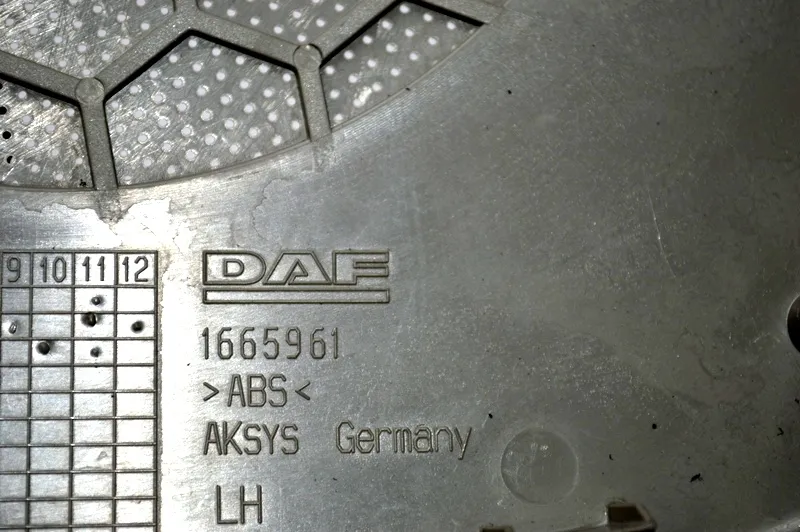 DAF
9 10 11 12
1665961
>ABS<
AKSYS Germany
LH